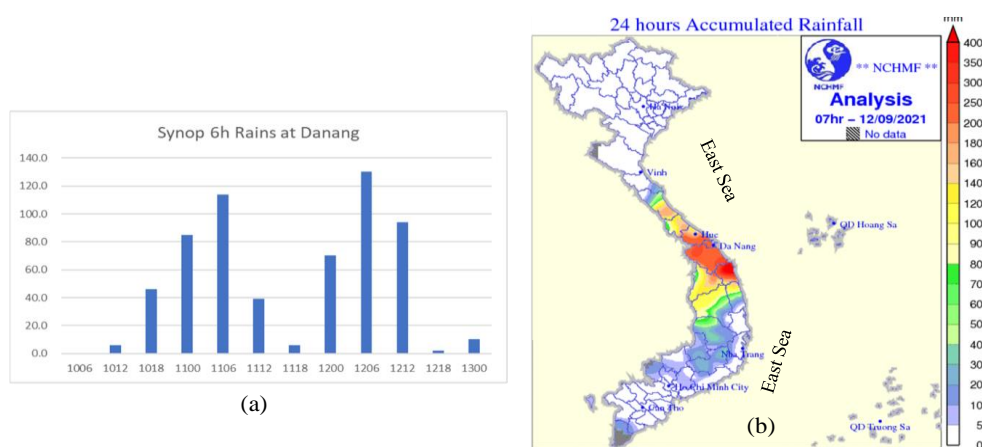 Synop 6h Rains at Danang
140.0
120.0
100.0
80.0
60.0
40.0
20.0
0.0
1006 1012 1018 1100 1106 1112 1118 1200 1206 1212 1218 1300
(a)
24 hours Accumulated Rainfall
** NCHMF **
NCHMF
Analysis
07hr – 12/09/2021
No data
Ha Noi
Vinh
East Sea
Hue
Da Nang
QD Hoang Sa
Nha Trang
East Sea
Ho Chi Minh City
Can Tho
QD Truong Sa
(b)
mm
400
350
300
200
180
160
140
120
100
80
60
50
40
30
20
10
5
0